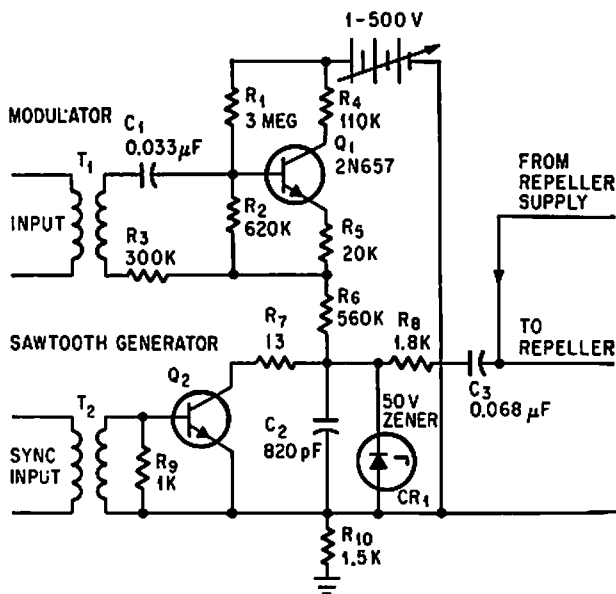 1-500 V
MODULATOR
R1
3 MEG
R4
110K
C1
0.033µF
Q1
2N657
T1
FROM
REPELLER
SUPPLY
INPUT
R2
620K
R5
20K
R3
300K
R6
560K
R7
13
R8
1.8K
TO
REPELLER
SAWTOOTH GENERATOR
Q2
C3
0.068 µF
T2
50 V
ZENER
C2
820 pF
SYNC
INPUT
R9
1K
CR1
R10
1.5K